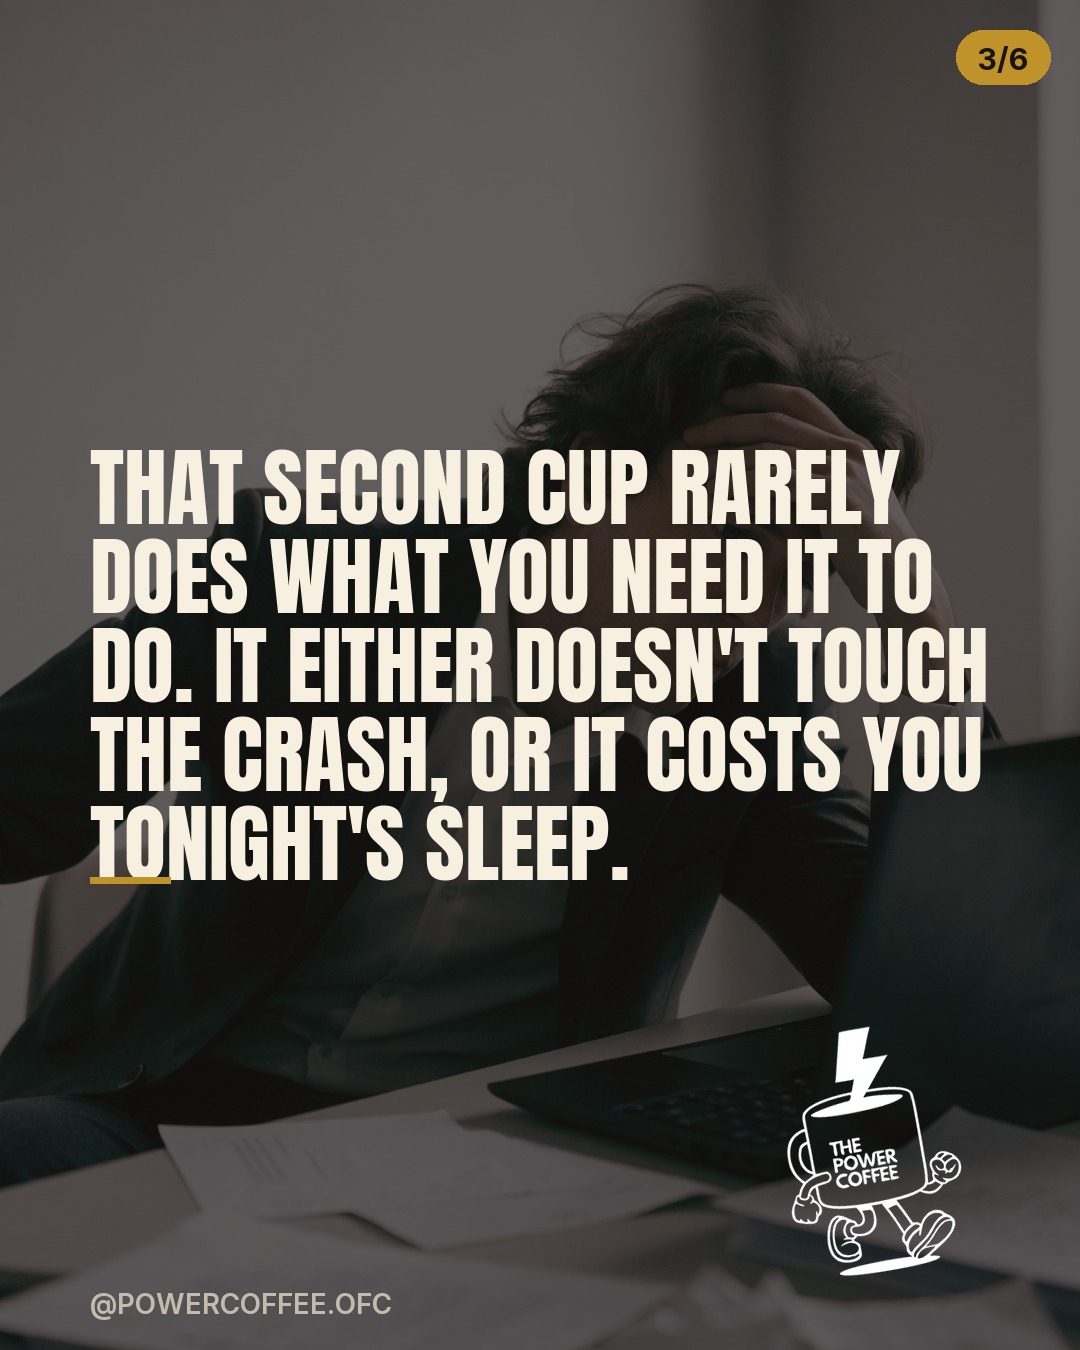 3/6
THAT SECOND CUP RARELY
DOES WHAT YOU NEED IT TO
DO. IT EITHER DOESN'T TOUCH
THE CRASH, OR IT COSTS YOU
TONIGHT'S SLEEP.
THE
POWER
COFFEE
@POWERCOFFEE.OFC